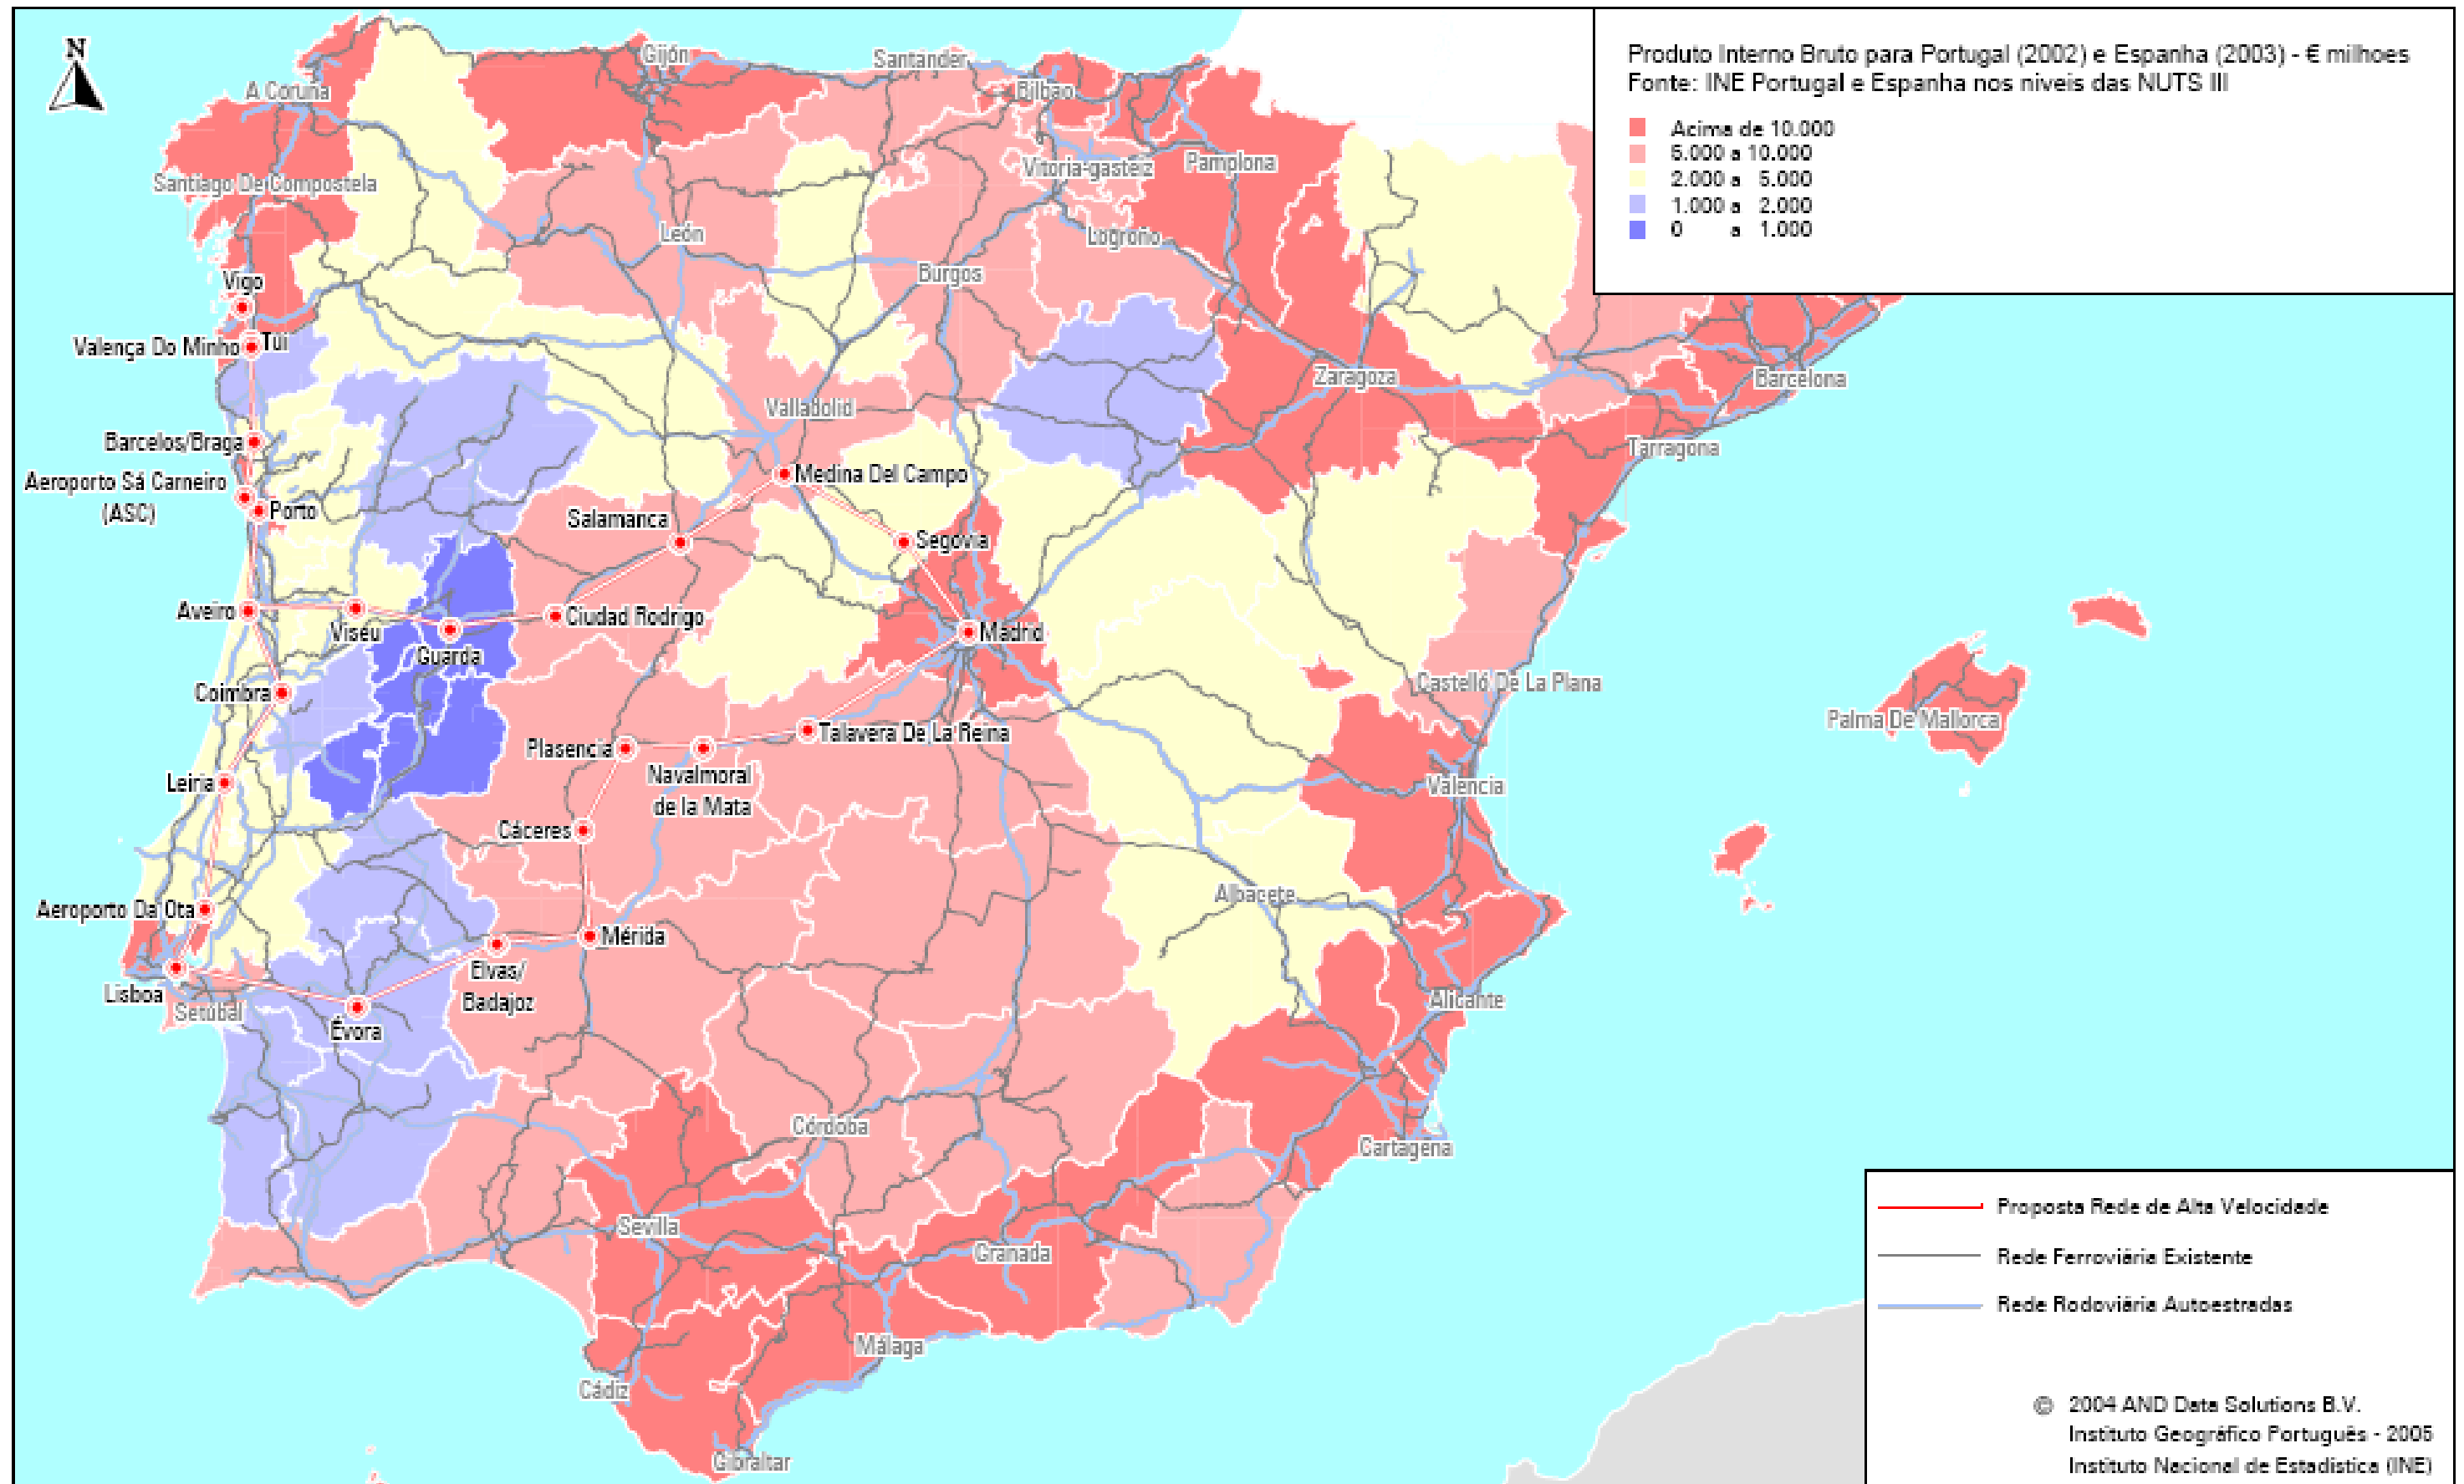 Produto Interno Bruto para Portugal (2002) e Espanha (2003) - € milhoes
Fonte: INE Portugal e Espanha nos niveis das NUTS III
Acima de 10.000
5.000 a 10.000
2.000 a 5.000
1.000 a 2.000
0 a 1.000
N
Gijón
Santander
A Coruña
Bilbao
Santiago De Compostela
Vitoria-gasteiz
Pamplona
León
Logroño
Burgos
Vigo
Valença Do Minho
Tui
Zaragoza
Barcelona
Valladolid
Barcelos/Braga
Tarragona
Aeroporto Sá Carneiro
(ASC)
Medina Del Campo
Porto
Salamanca
Segovia
Aveiro
Viseu
Ciudad Rodrigo
Madrid
Guarda
Coimbra
Castelló De La Plana
Palma De Mallorca
Talavera De La Reina
Plasencia
Navalmoral
de la Mata
Leiria
Valencia
Cáceres
Albacete
Aeroporto Da Ota
Mérida
Elvas/
Badajoz
Lisboa
Setúbal
Évora
Alicante
Córdoba
Cartagena
Sevilla
Granada
Málaga
Cádiz
Gibraltar
Proposta Rede de Alta Velocidade
Rede Ferroviária Existente
Rede Rodoviária Autoestradas
© 2004 AND Data Solutions B.V.
Instituto Geográfico Português - 2005
Instituto Nacional de Estadistica (INE)